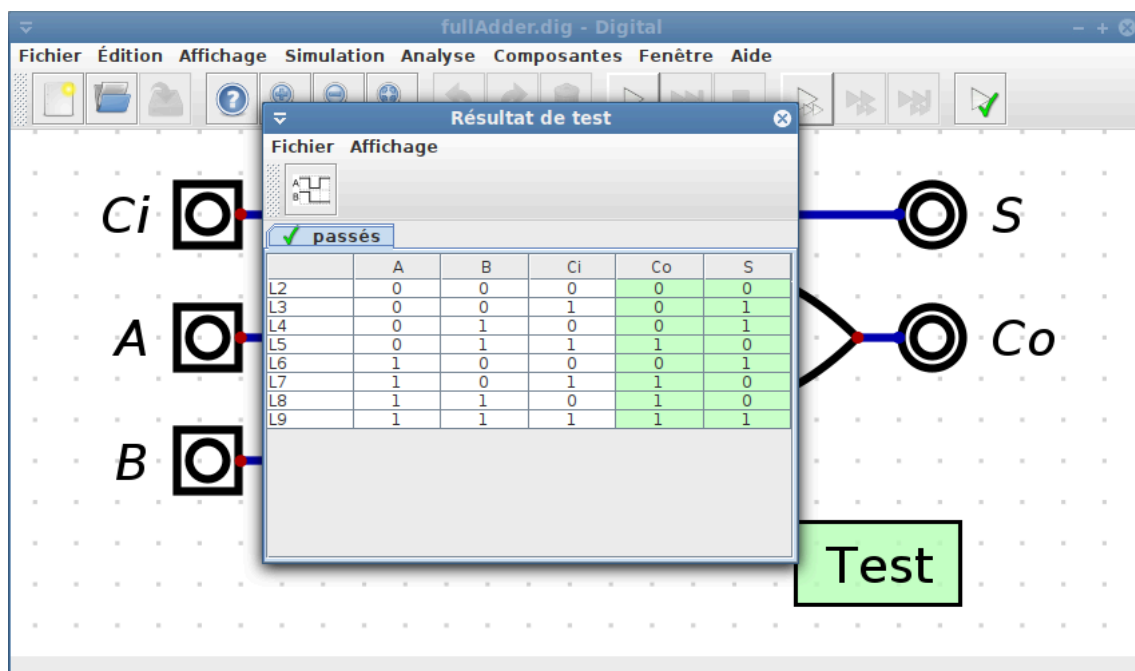 fullAdder.dig - Digital
Fichier Édition Affichage Simulation Analyse Composantes Fenêtre Aide
Résultat de test
Fichier Affichage
A
B
passés
A B Ci Co S
L2 0 0 0 0 0
L3 0 0 1 0 1
L4 0 1 0 0 1
L5 0 1 1 1 0
L6 1 0 0 0 1
L7 1 0 1 1 0
L8 1 1 0 1 0
L9 1 1 1 1 1
Ci
S
A
Co
B
Test